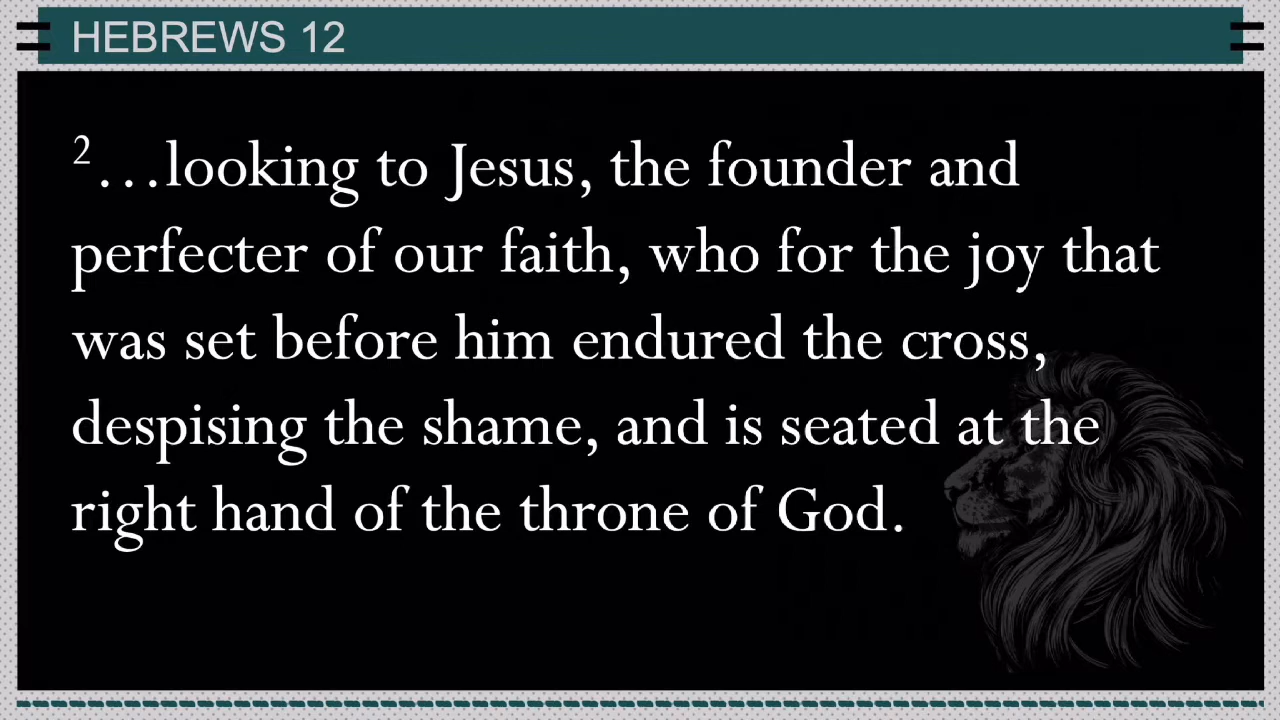 HEBREWS 12
2…looking to Jesus, the founder and
perfecter of our faith, who for the joy that
was set before him endured the cross,
despising the shame, and is seated at the
right hand of the throne of God.